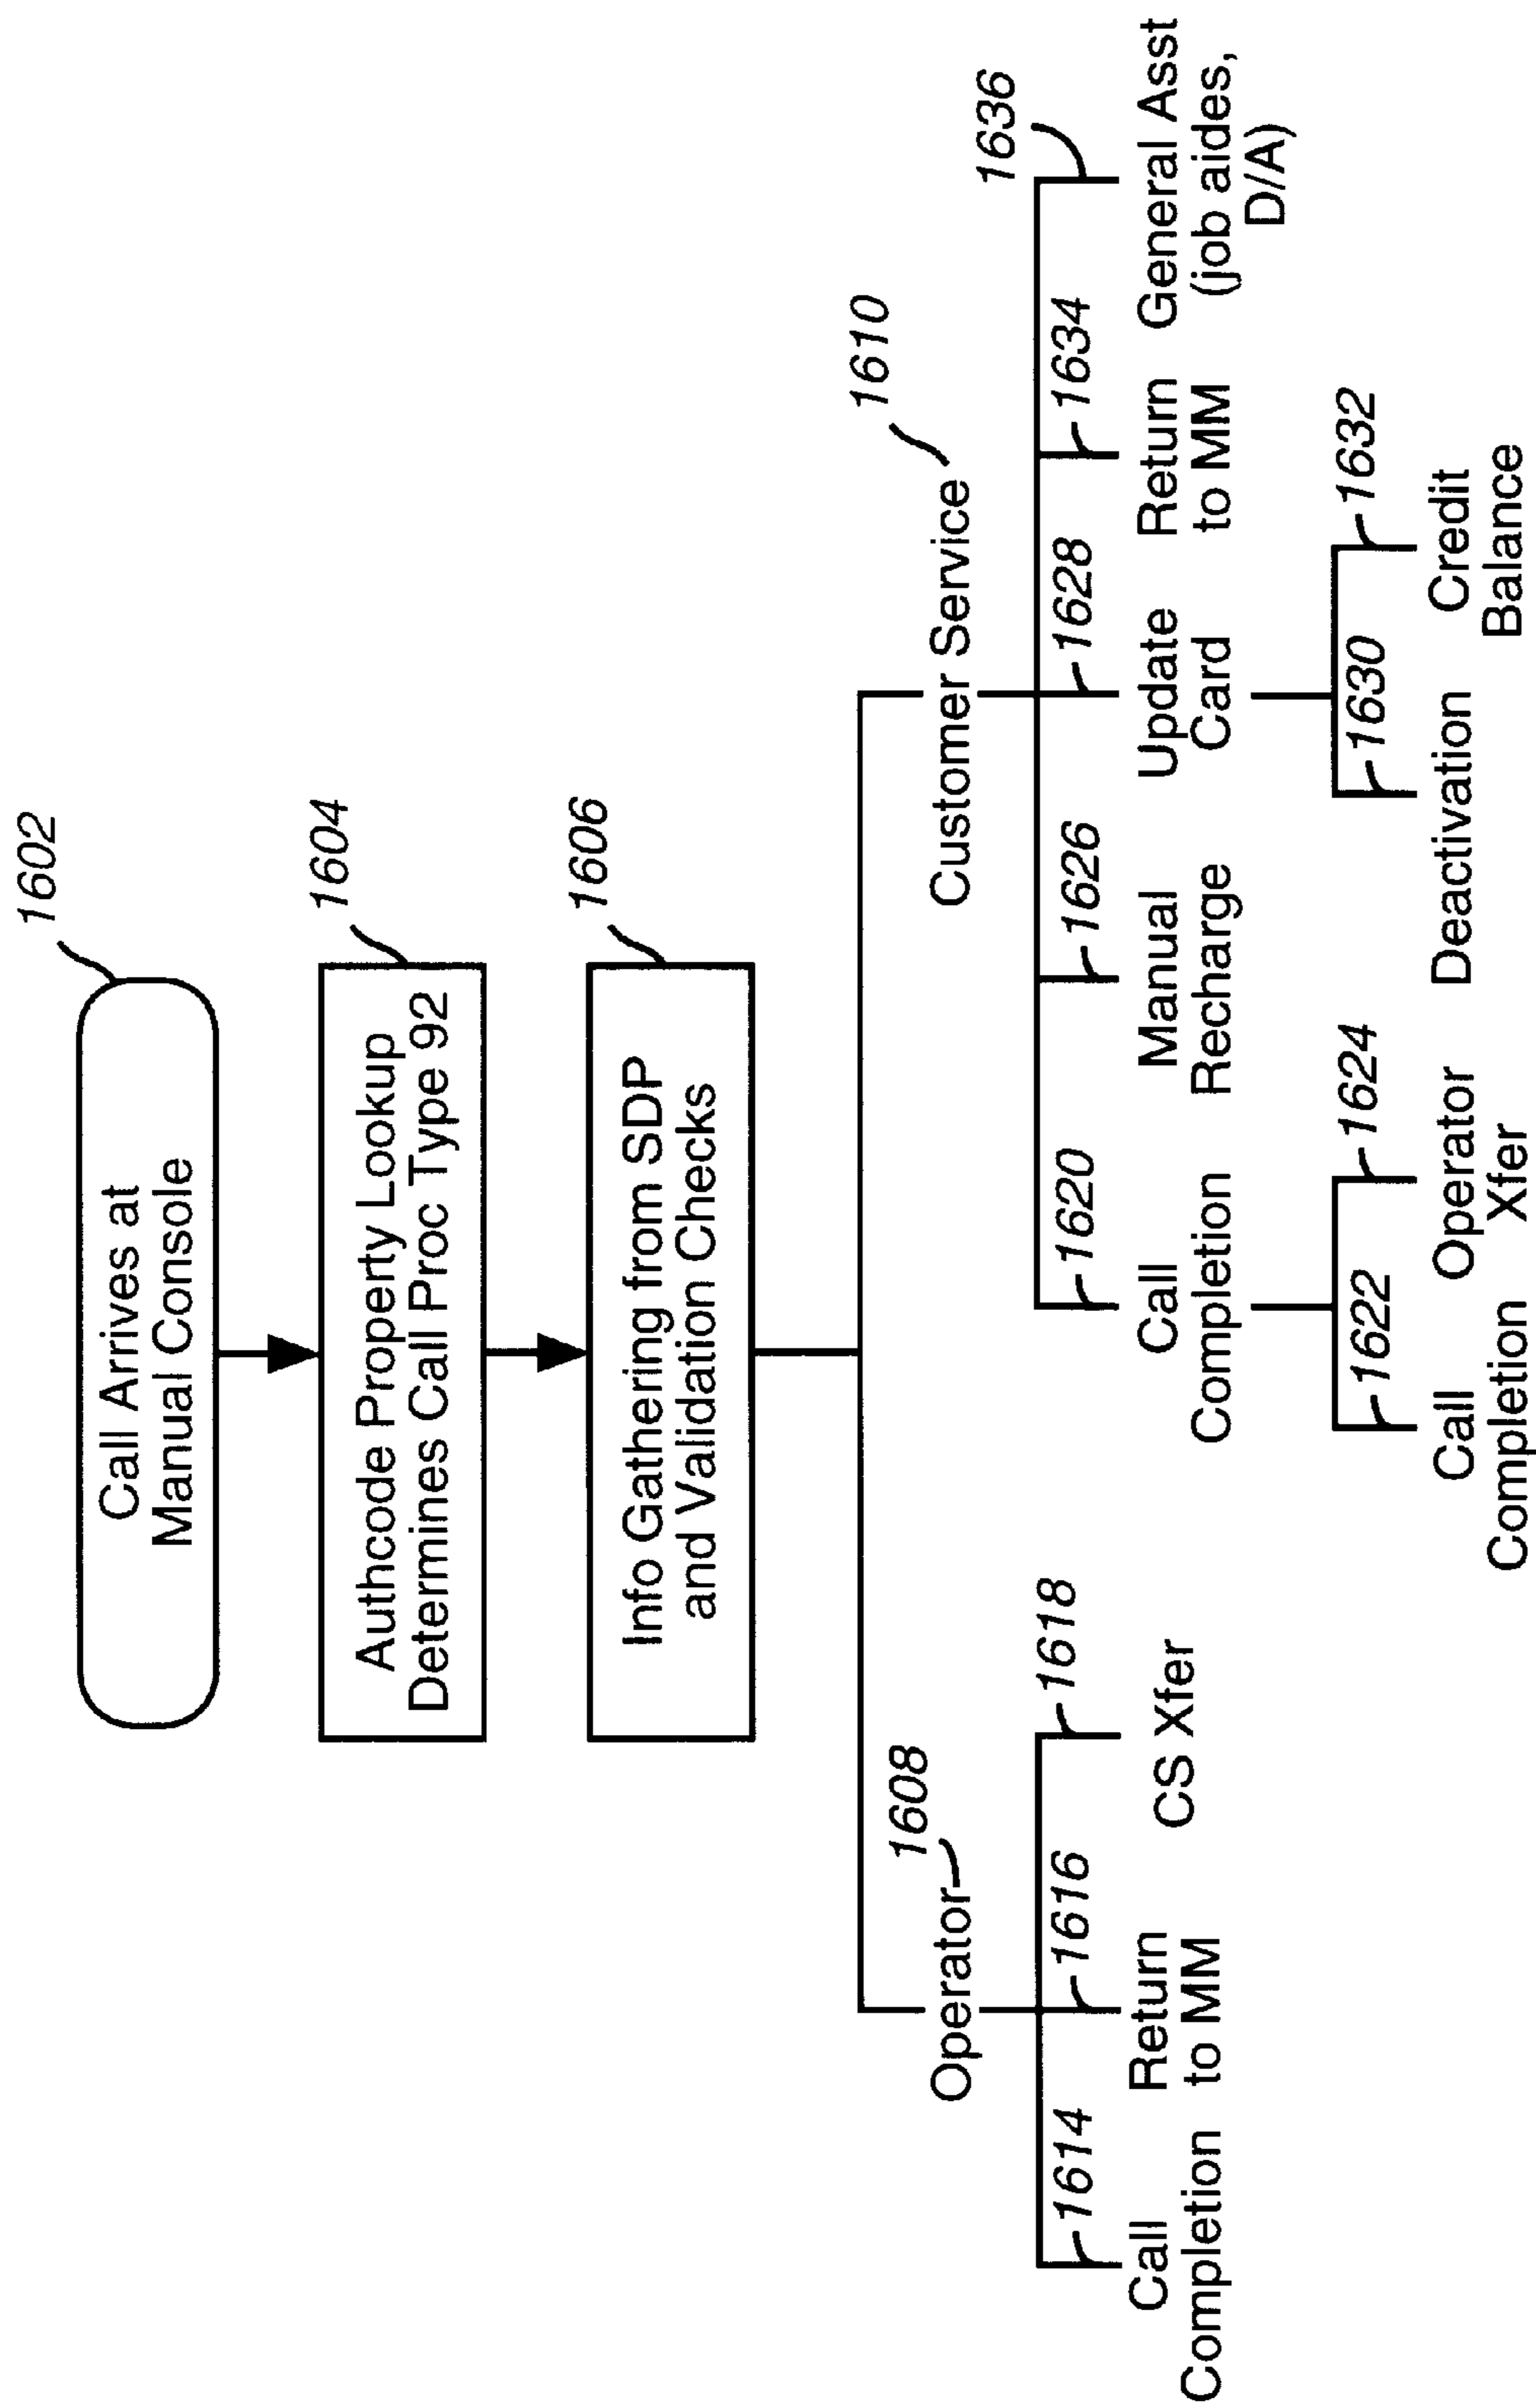 1602
Call Arrives at
Manual Console
1604
Authcode Property Lookup
Determines Call Proc Type 92
1606
Info Gathering from SDP
and Validation Checks
Operator
1608
Customer Service
1610
1614
Call
Completion
1616
Return
to MM
1618
CS Xfer
1620
Call
Completion
1626
Manual
Recharge
1628
Update
Card
1634
Return
to MM
1636
General Asst
(job aides,
D/A)
1622
Call
Completion
1624
Operator
Xfer
1630
Deactivation
1632
Credit
Balance